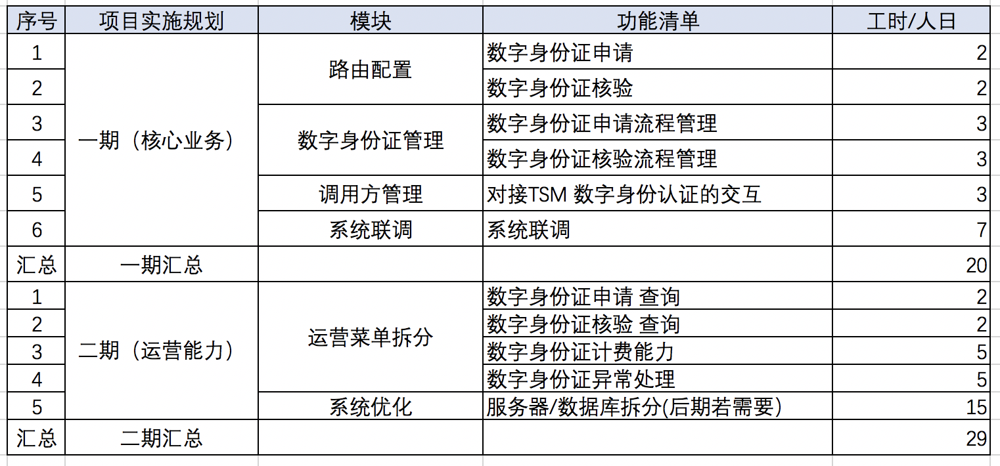 序号 项目实施规划 模块 功能清单 工时/人日
1 一期（核心业务） 路由配置 数字身份证申请 2
2 数字身份证核验 2
3 数字身份证管理 数字身份证申请流程管理 3
4 数字身份证核验流程管理 3
5 调用方管理 对接TSM 数字身份认证的交互 3
6 系统联调 系统联调 7
汇总 一期汇总 20
1 二期（运营能力） 运营菜单拆分 数字身份证申请 查询 2
2 数字身份证核验 查询 2
3 数字身份证计费能力 5
4 数字身份证异常处理 5
5 系统优化 服务器/数据库拆分(后期若需要） 15
汇总 二期汇总 29